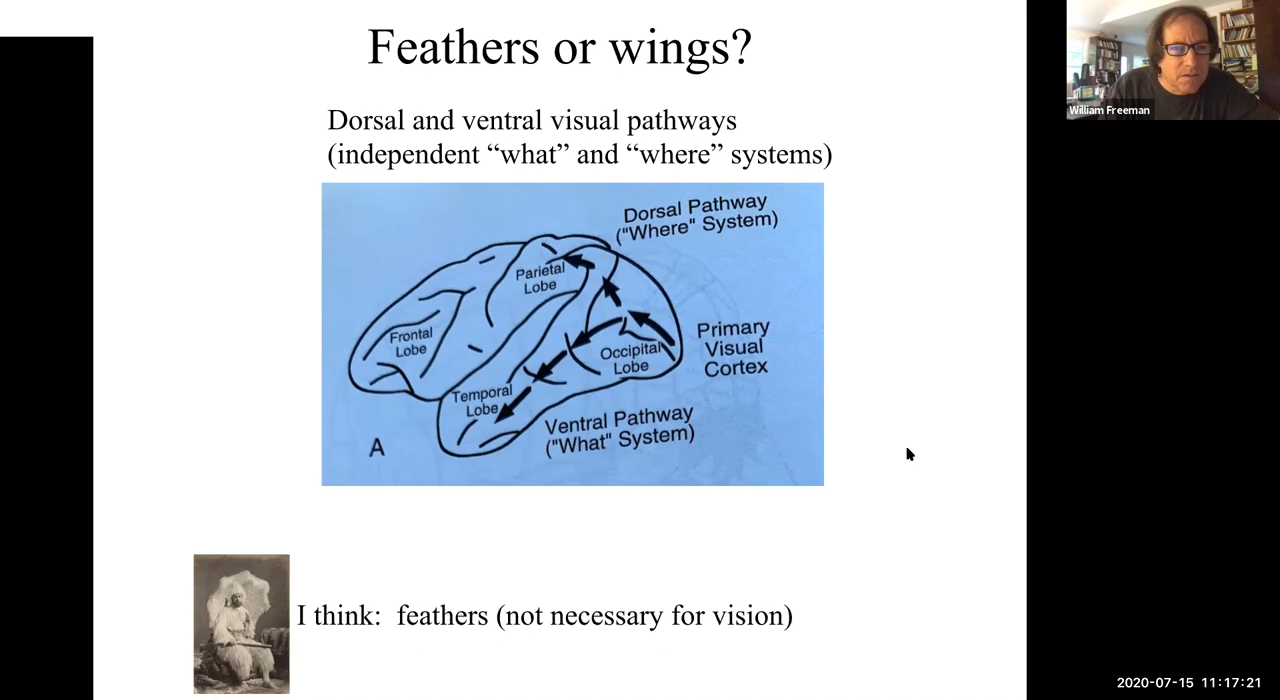 Feathers or wings?
William Freeman
Dorsal and ventral visual pathways
(independent “what” and “where” systems)
Dorsal Pathway
("Where" System)
Parietal
Lobe
Frontal
Lobe
Primary
Visual
Cortex
Occipital
Lobe
Temporal
Lobe
Ventral Pathway
("What" System)
A
I think:  feathers (not necessary for vision)
2020-07-15 11:17:21